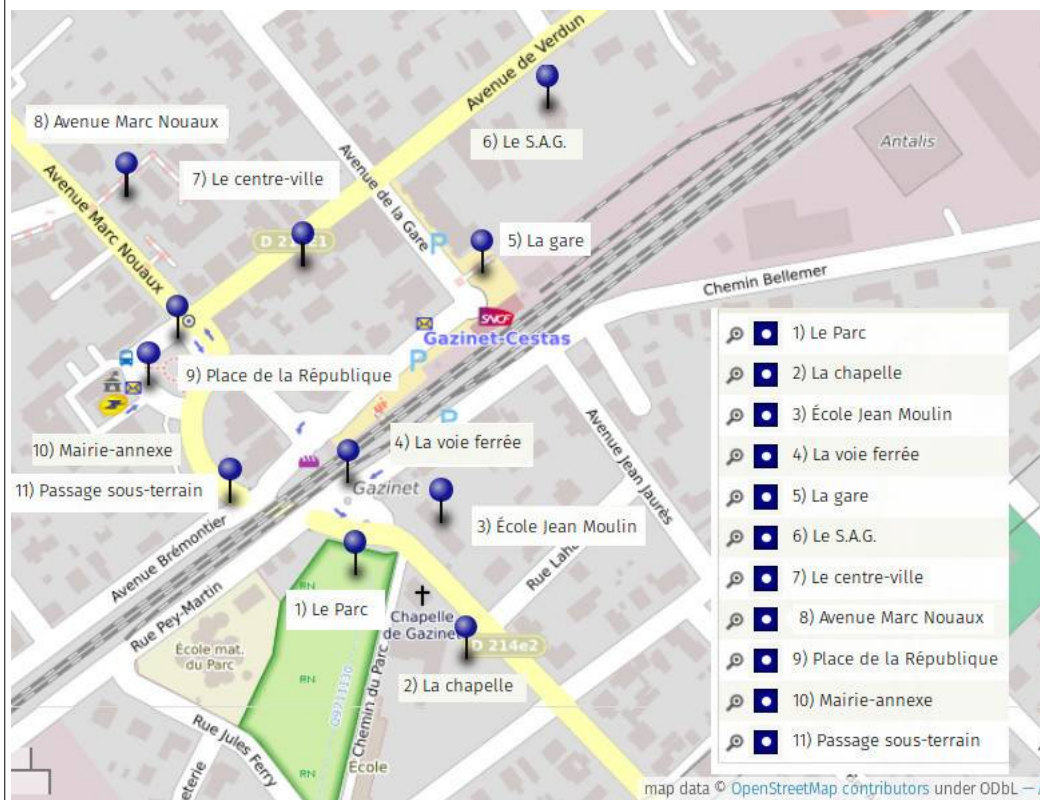 Avenue de Verdun
8) Avenue Marc Nouaux
6) Le S.A.G.
Antalis
7) Le centre-ville
Avenue de la Gare
Avenue Marc Nouaux
P
5) La gare
Chemin Bellemer
SNCF
Gazinet-Cestas
P
9) Place de la République
P
Avenue Jean Jaurès
10) Mairie-annexe
4) La voie ferrée
11) Passage sous-terrain
Gazinet
3) École Jean Moulin
Avenue Brémontier
Rue Pey-Martin
RN
1) Le Parc
Chapelle
de Gazinet
D 214e2
École mat.
du Parc
2) La chapelle
RN
Chemin du Parc
Rue Jules Ferry
École
RN
1) Le Parc
2) La chapelle
3) École Jean Moulin
4) La voie ferrée
5) La gare
6) Le S.A.G.
7) Le centre-ville
8) Avenue Marc Nouaux
9) Place de la République
10) Mairie-annexe
11) Passage sous-terrain
map data © OpenStreetMap contributors under ODbL —